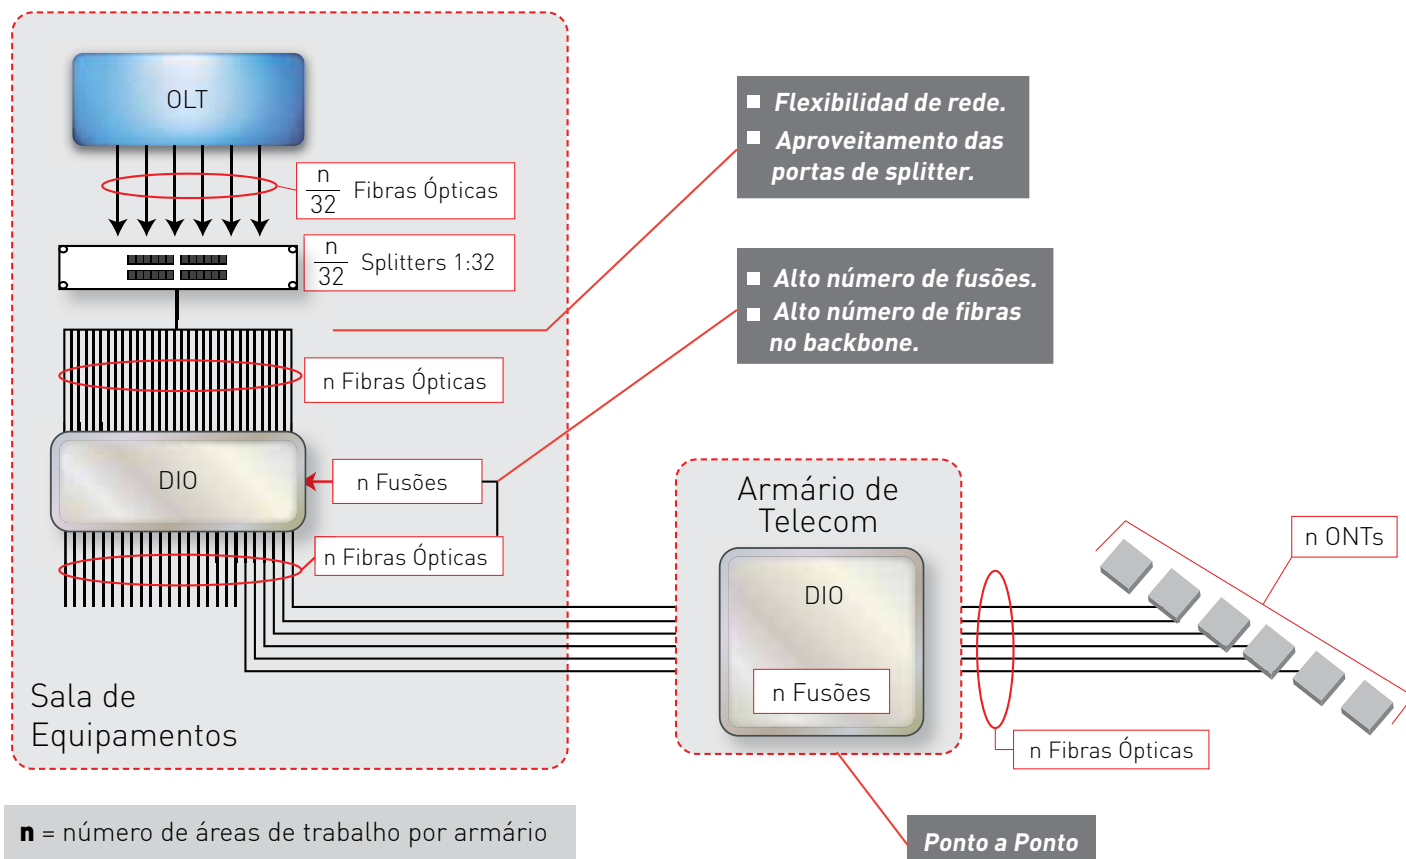 OLT
n
32
Fibras Ópticas
n
32
Splitters 1:32
n Fibras Ópticas
DIO
n Fusões
n Fibras Ópticas
Sala de
Equipamentos
Flexibilidad de rede.
Aproveitamento das
portas de splitter.
Alto número de fusões.
Alto número de fibras
no backbone.
Armário de
Telecom
DIO
n Fusões
n ONTs
n Fibras Ópticas
n = número de áreas de trabalho por armário
Ponto a Ponto